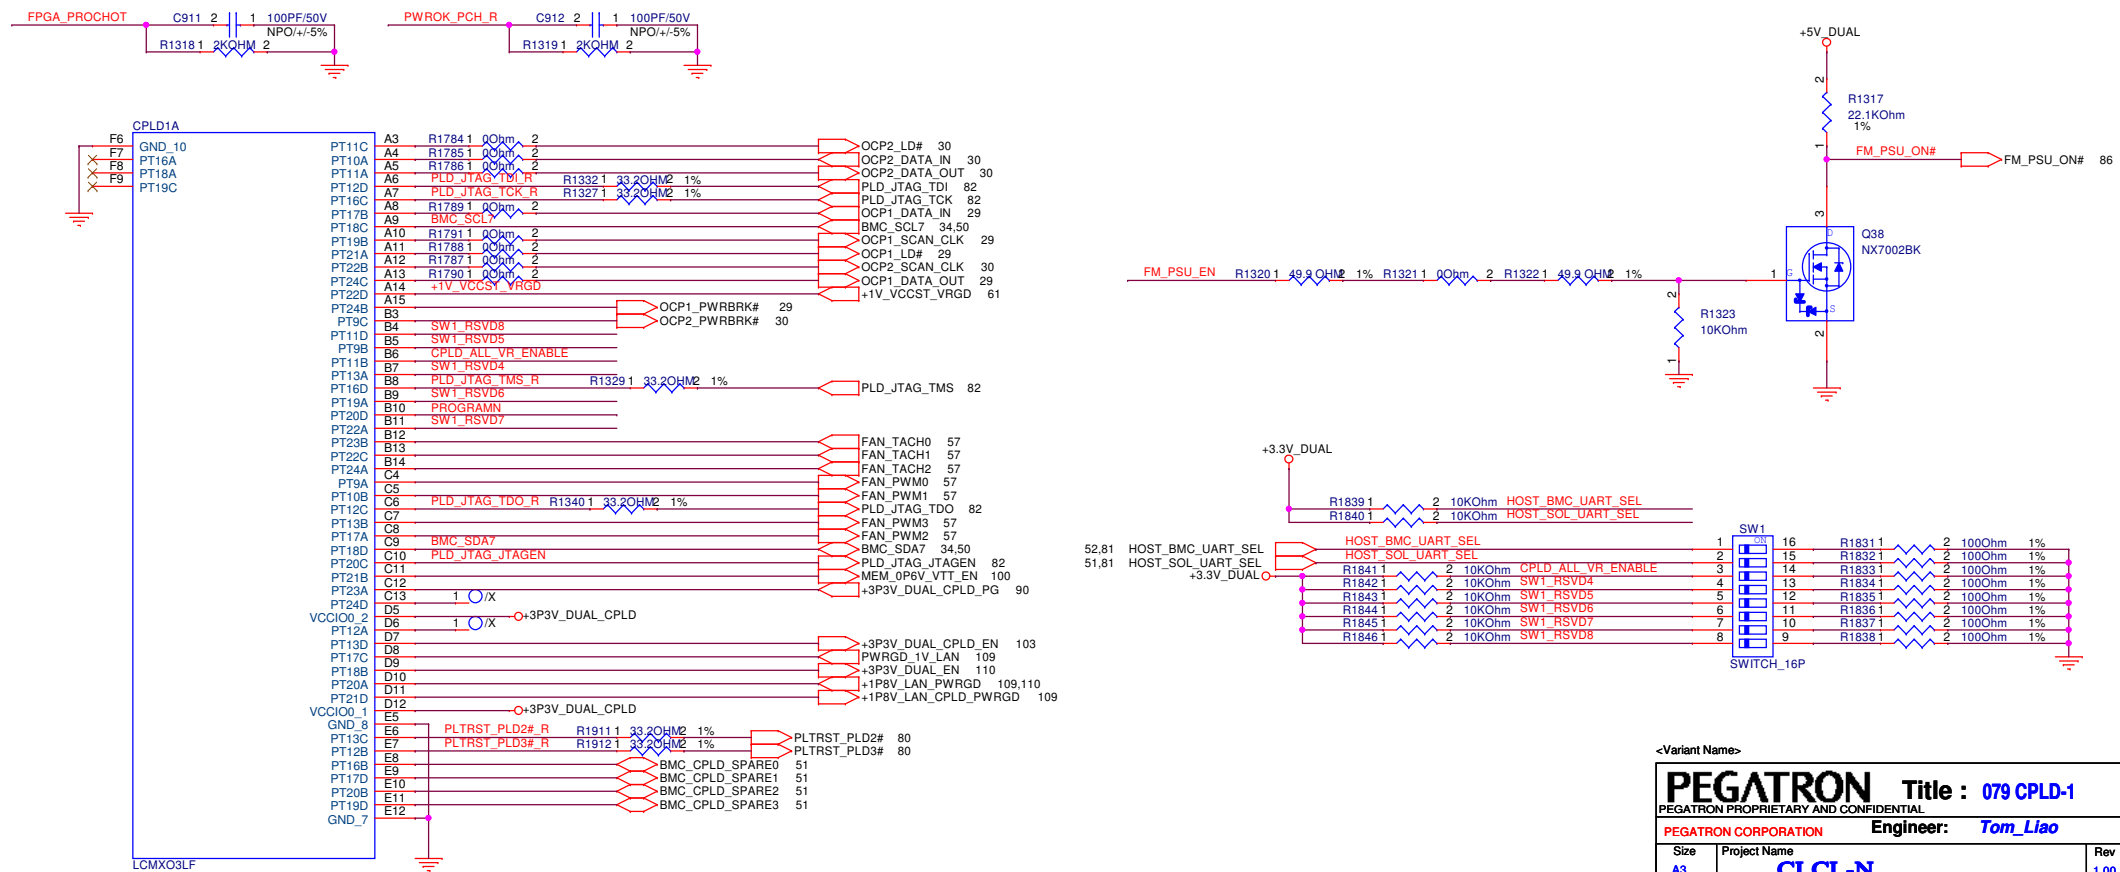 FPGA_PROCHOT C911 2 1 100PF/50V
NPO/+/-5%
R1318 1 2KOHM 2
PWROK_PCH_R C912 2 1 100PF/50V
NPO/+/-5%
R1319 1 2KOHM 2
CPLD1A
F6 GND_10
F7 PT16A
F8 PT18A
F9 PT19C
PT11C A3 R1784 1 0Ohm 2 OCP2_LD# 30
PT10A A4 R1785 1 0Ohm 2 OCP2_DATA_IN 30
PT11A A5 R1786 1 0Ohm 2 OCP2_DATA_OUT 30
PT12D A6 PLD_JTAG_TDI_R R1332 1 33.2OHM 2 1% PLD_JTAG_TDI 82
PT16C A7 PLD_JTAG_TCK_R R1327 1 33.2OHM 2 1% PLD_JTAG_TCK 82
PT17B A8 R1789 1 0Ohm 2 OCP1_DATA_IN 29
PT18C A9 BMC_SCL7 BMC_SCL7 34,50
PT19B A10 R1791 1 0Ohm 2 OCP1_SCAN_CLK 29
PT21A A11 R1788 1 0Ohm 2 OCP1_LD# 29
PT22B A12 R1787 1 0Ohm 2 OCP2_SCAN_CLK 30
PT24C A13 R1790 1 0Ohm 2 OCP1_DATA_OUT 29
PT22D A14 +1V_VCCST_VRGD +1V_VCCST_VRGD 61
PT24B A15 OCP1_PWRBRK# 29
PT9C B3 OCP2_PWRBRK# 30
PT11D B4 SW1_RSVD8
PT9B B5 SW1_RSVD5
PT11B B6 CPLD_ALL_VR_ENABLE
PT13A B7 SW1_RSVD4
PT16D B8 PLD_JTAG_TMS_R R1329 1 33.2OHM 2 1% PLD_JTAG_TMS 82
PT19A B9 SW1_RSVD6
PT20D B10 PROGRAMN
PT22A B11 SW1_RSVD7
PT23B B12 FAN_TACH0 57
PT22C B13 FAN_TACH1 57
PT24A B14 FAN_TACH2 57
PT9A C4 FAN_PWM0 57
PT10B C5 FAN_PWM1 57
PT12C C6 PLD_JTAG_TDO_R R1340 1 33.2OHM 2 1% PLD_JTAG_TDO 82
PT13B C7 FAN_PWM3 57
PT17A C8 FAN_PWM2 57
PT18D C9 BMC_SDA7 BMC_SDA7 34,50
PT20C C10 PLD_JTAG_JTAGEN PLD_JTAG_JTAGEN 82
PT21B C11 MEM_0P6V_VTT_EN 100
PT23A C12 +3P3V_DUAL_CPLD_PG 90
PT24D C13 1 /X
VCCIO0_2 D5 +3P3V_DUAL_CPLD
PT12A D6 1 /X
PT13D D7 +3P3V_DUAL_CPLD_EN 103
PT17C D8 PWRGD_1V_LAN 109
PT18B D9 +3P3V_DUAL_EN 110
PT20A D10 +1P8V_LAN_PWRGD 109,110
PT21D D11 +1P8V_LAN_CPLD_PWRGD 109
VCCIO0_1 D12 +3P3V_DUAL_CPLD
GND_8 E5
PT13C E6 PLTRST_PLD2#_R R1911 1 33.2OHM 2 1% PLTRST_PLD2# 80
PT12B E7 PLTRST_PLD3#_R R1912 1 33.2OHM 2 1% PLTRST_PLD3# 80
PT16B E8 BMC_CPLD_SPARE0 51
PT17D E9 BMC_CPLD_SPARE1 51
PT20B E10 BMC_CPLD_SPARE2 51
PT19D E11 BMC_CPLD_SPARE3 51
GND_7 E12
LCMXO3LF
+5V_DUAL
2
R1317
22.1KOhm
1%
1
FM_PSU_ON# FM_PSU_ON# 86
3
D
Q38
NX7002BK
FM_PSU_EN R1320 1 49.9 OHM 2 1% R1321 1 0Ohm 2 R1322 1 49.9 OHM 2 1% 1 G
S
2
2
R1323
10KOhm
1
+3.3V_DUAL
R1839 1 2 10KOhm HOST_BMC_UART_SEL
R1840 1 2 10KOhm HOST_SOL_UART_SEL
SW1
ON
52,81 HOST_BMC_UART_SEL HOST_BMC_UART_SEL 1 16 R1831 1 2 100Ohm 1%
51,81 HOST_SOL_UART_SEL HOST_SOL_UART_SEL 2 15 R1832 1 2 100Ohm 1%
+3.3V_DUAL R1841 1 2 10KOhm CPLD_ALL_VR_ENABLE 3 14 R1833 1 2 100Ohm 1%
R1842 1 2 10KOhm SW1_RSVD4 4 13 R1834 1 2 100Ohm 1%
R1843 1 2 10KOhm SW1_RSVD5 5 12 R1835 1 2 100Ohm 1%
R1844 1 2 10KOhm SW1_RSVD6 6 11 R1836 1 2 100Ohm 1%
R1845 1 2 10KOhm SW1_RSVD7 7 10 R1837 1 2 100Ohm 1%
R1846 1 2 10KOhm SW1_RSVD8 8 9 R1838 1 2 100Ohm 1%
SWITCH_16P
<Variant Name>
PEGATRON Title : 079 CPLD-1
PEGATRON PROPRIETARY AND CONFIDENTIAL
PEGATRON CORPORATION Engineer: Tom_Liao
Size Project Name Rev
A3 CLCL-N 1.00